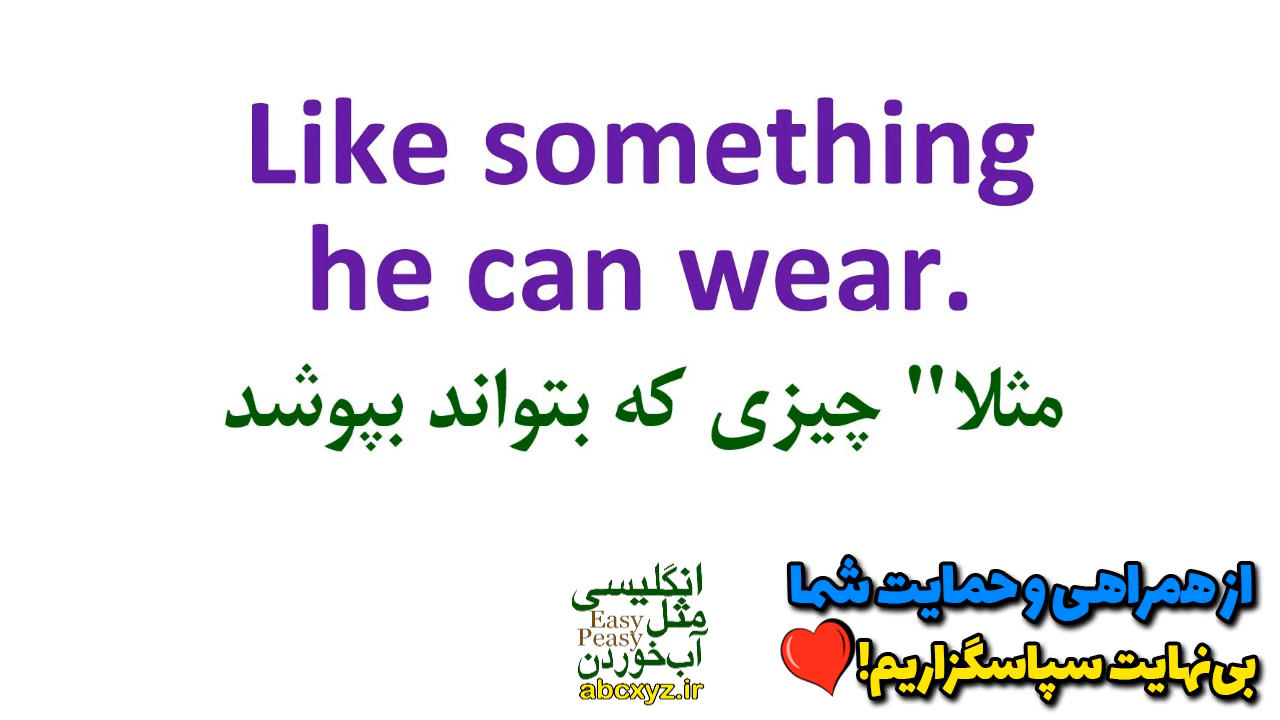 Like something
he can wear.
مثلا" چیزی که بتواند بپوشد
انگلیسی
مثل
Easy
Peasy
آب‌خوردن
abcxyz.ir
از همراهی و حمایت شما
بی‌نهایت سپاسگزاریم!